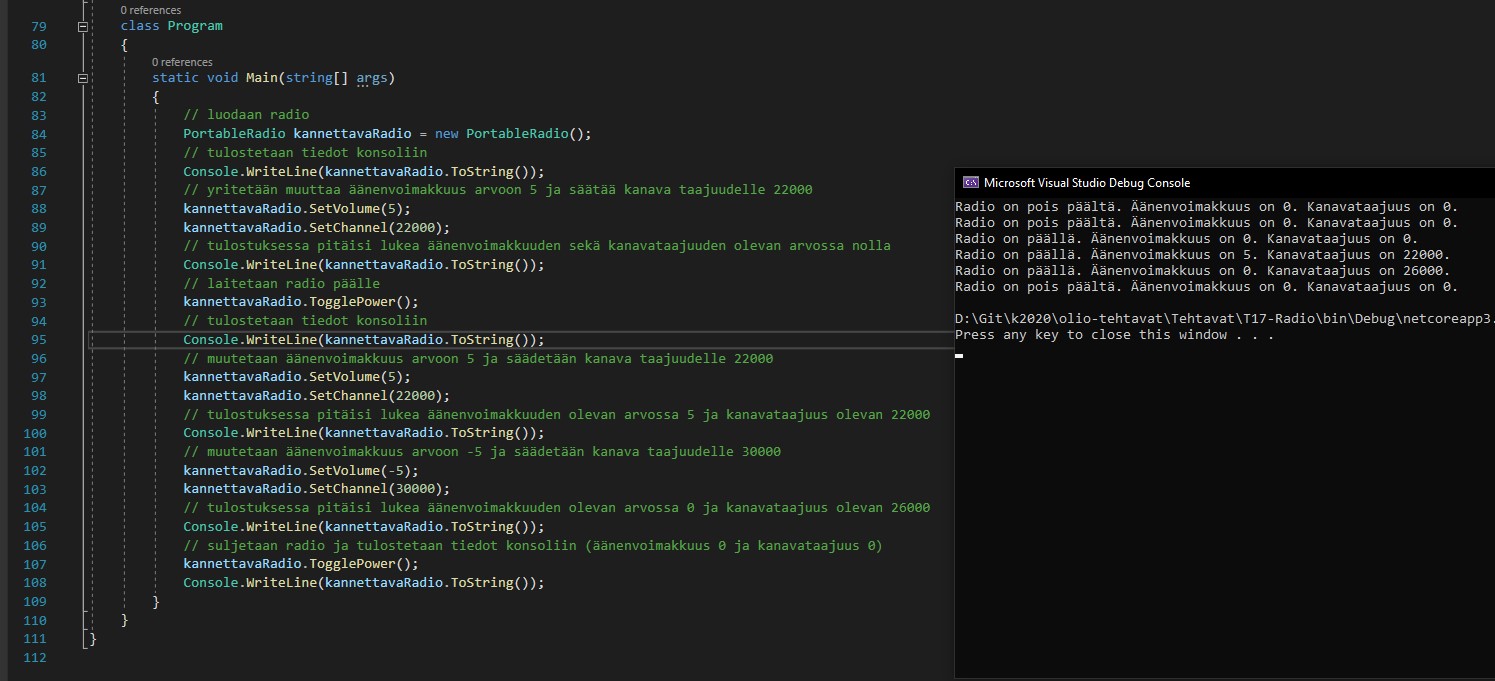 0 references
79 class Program
80 {
0 references
81 static void Main(string[] args)
82 {
83 // luodaan radio
84 PortableRadio kannettavaRadio = new PortableRadio();
85 // tulostetaan tiedot konsoliin
86 Console.WriteLine(kannettavaRadio.ToString());
87 // yritetään muuttaa äänenvoimakkuus arvoon 5 ja säätää kanava taajuudelle 22000
88 kannettavaRadio.SetVolume(5);
89 kannettavaRadio.SetChannel(22000);
90 // tulostuksessa pitäisi lukea äänenvoimakkuuden sekä kanavataajuuden olevan arvossa nolla
91 Console.WriteLine(kannettavaRadio.ToString());
92 // laitetaan radio päälle
93 kannettavaRadio.TogglePower();
94 // tulostetaan tiedot konsoliin
95 Console.WriteLine(kannettavaRadio.ToString());
96 // muutetaan äänenvoimakkuus arvoon 5 ja säädetään kanava taajuudelle 22000
97 kannettavaRadio.SetVolume(5);
98 kannettavaRadio.SetChannel(22000);
99 // tulostuksessa pitäisi lukea äänenvoimakkuuden olevan arvossa 5 ja kanavataajuus olevan 22000
100 Console.WriteLine(kannettavaRadio.ToString());
101 // muutetaan äänenvoimakkuus arvoon -5 ja säädetään kanava taajuudelle 30000
102 kannettavaRadio.SetVolume(-5);
103 kannettavaRadio.SetChannel(30000);
104 // tulostuksessa pitäisi lukea äänenvoimakkuuden olevan arvossa 0 ja kanavataajuus olevan 26000
105 Console.WriteLine(kannettavaRadio.ToString());
106 // suljetaan radio ja tulostetaan tiedot konsoliin (äänenvoimakkuus 0 ja kanavataajuus 0)
107 kannettavaRadio.TogglePower();
108 Console.WriteLine(kannettavaRadio.ToString());
109 }
110 }
111 }
112
Microsoft Visual Studio Debug Console
Radio on pois päältä. Äänenvoimakkuus on 0. Kanavataajuus on 0.
Radio on pois päältä. Äänenvoimakkuus on 0. Kanavataajuus on 0.
Radio on päällä. Äänenvoimakkuus on 0. Kanavataajuus on 0.
Radio on päällä. Äänenvoimakkuus on 5. Kanavataajuus on 22000.
Radio on päällä. Äänenvoimakkuus on 0. Kanavataajuus on 26000.
Radio on pois päältä. Äänenvoimakkuus on 0. Kanavataajuus on 0.
D:\Git\k2020\olio-tehtavat\Tehtavat\T17-Radio\bin\Debug\netcoreapp3.
Press any key to close this window . . .